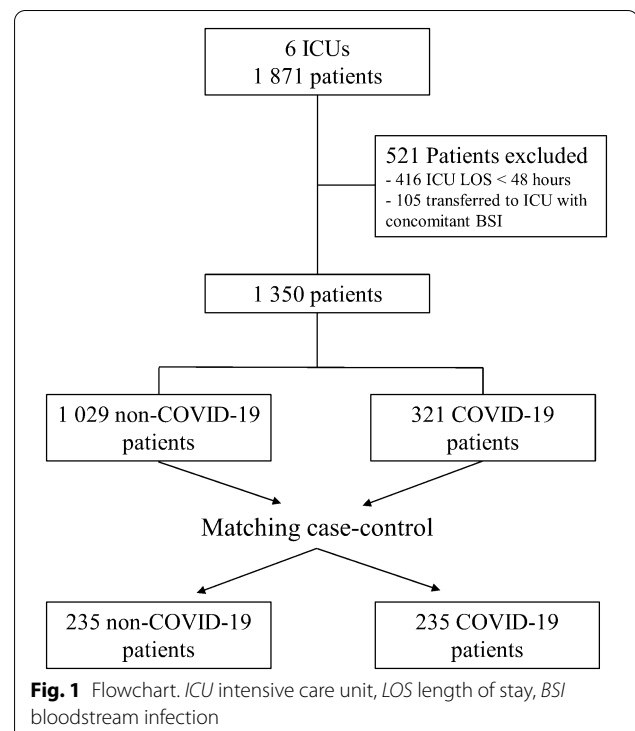 6 ICUs
1 871 patients
521 Patients excluded
- 416 ICU LOS < 48 hours
- 105 transferred to ICU with
concomitant BSI
1 350 patients
1 029 non-COVID-19
patients
321 COVID-19
patients
Matching case-control
235 non-COVID-19
patients
235 COVID-19
patients
Fig. 1 Flowchart. ICU intensive care unit, LOS length of stay, BSI
bloodstream infection